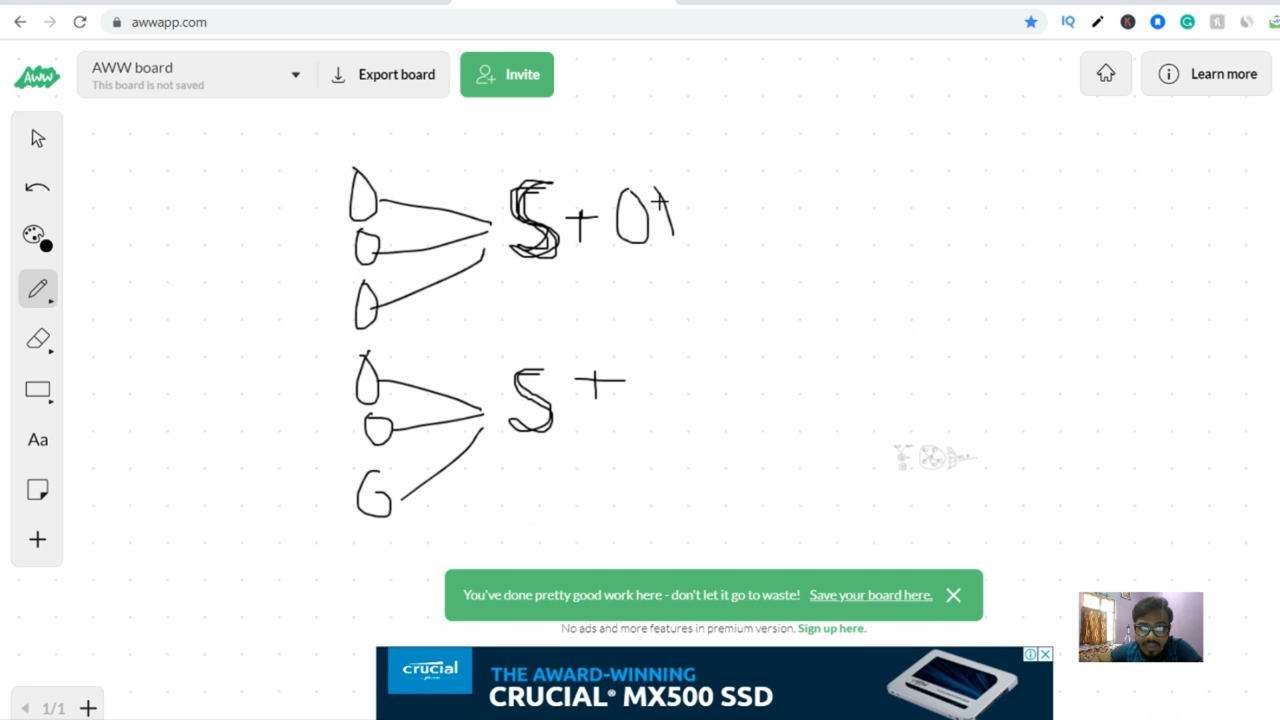 awwapp.com
IQ
K
AWW
AWW board
This board is not saved
Export board
Invite
Learn more
S +
Aa
G
S +
You've done pretty good work here - don't let it go to waste! Save your board here.
No ads and more features in premium version. Sign up here.
crucial
THE AWARD-WINNING
CRUCIAL® MX500 SSD
1/1